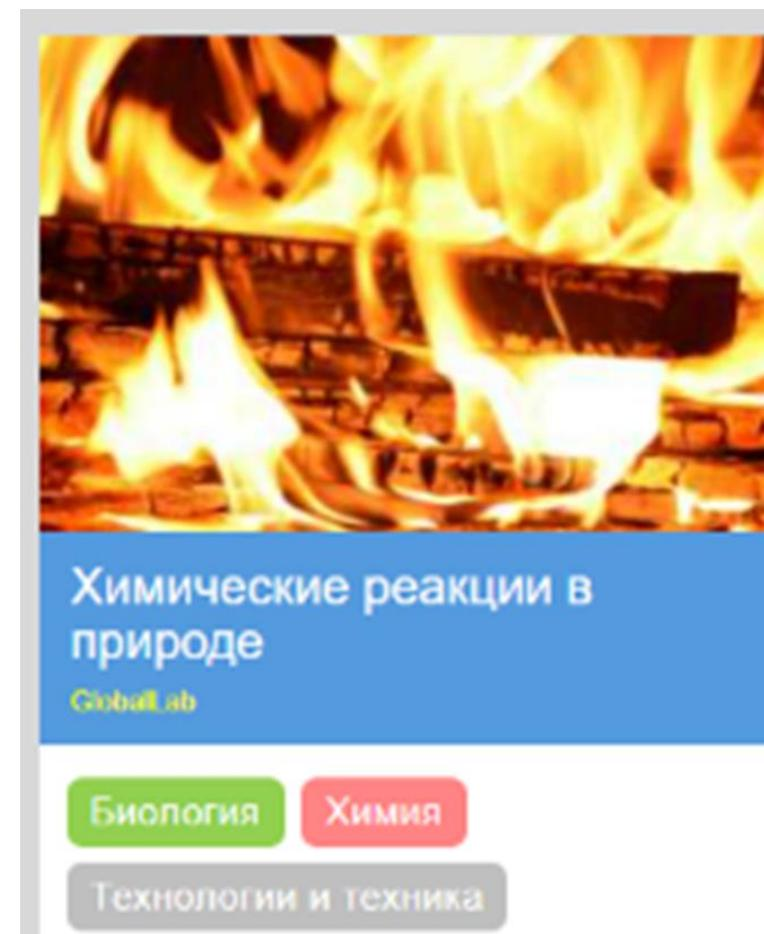 Химические реакции в
природе
GlobalLab
Биология Химия
Технологии и техника